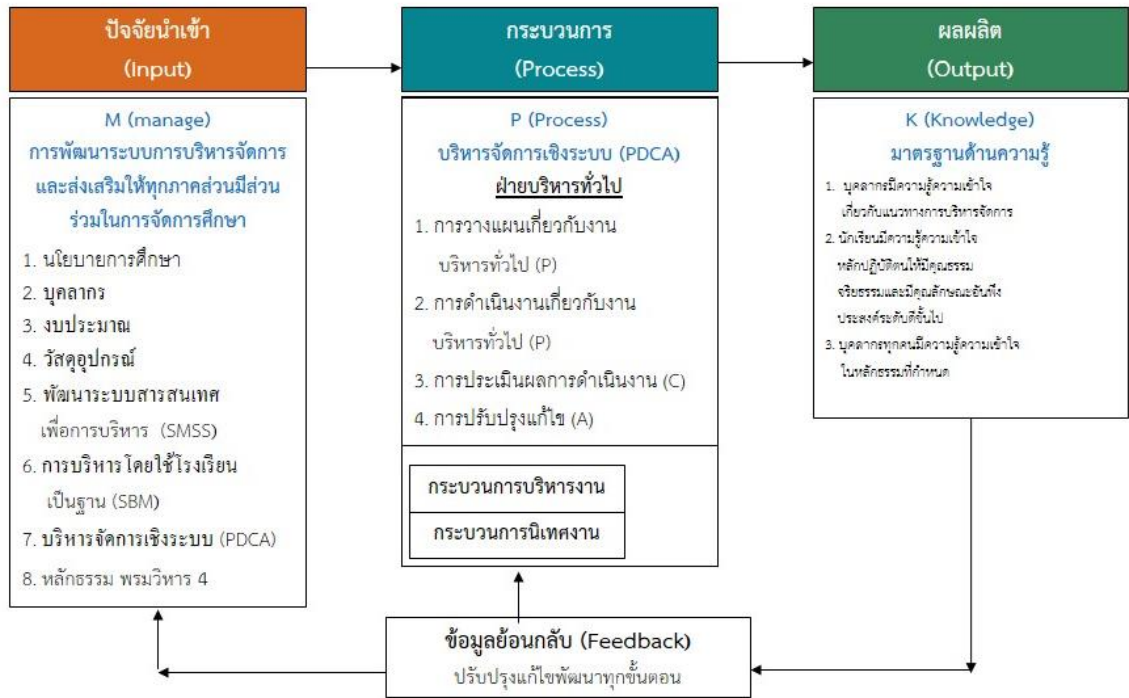 ปัจจัยนำเข้า
(Input)
M (manage)
การพัฒนาระบบการบริหารจัดการ
และส่งเสริมให้ทุกภาคส่วนมีส่วน
ร่วมในการจัดการศึกษา
1. นโยบายการศึกษา
2. บุคลากร
3. งบประมาณ
4. วัสดุอุปกรณ์
5. พัฒนาระบบสารสนเทศ
เพื่อการบริหาร (SMSS)
6. การบริหารโดยใช้โรงเรียน
เป็นฐาน (SBM)
7. บริหารจัดการเชิงระบบ (PDCA)
8. หลักธรรม พรมวิหาร 4
กระบวนการ
(Process)
P (Process)
บริหารจัดการเชิงระบบ (PDCA)
ฝ่ายบริหารทั่วไป
1. การวางแผนเกี่ยวกับงาน
บริหารทั่วไป (P)
2. การดำเนินงานเกี่ยวกับงาน
บริหารทั่วไป (P)
3. การประเมินผลการดำเนินงาน (C)
4. การปรับปรุงแก้ไข (A)
กระบวนการบริหารงาน
กระบวนการนิเทศงาน
ผลผลิต
(Output)
K (Knowledge)
มาตรฐานด้านความรู้
1. บุคลากรมีความรู้ความเข้าใจ
เกี่ยวกับแนวทางการบริหารจัดการ
2. นักเรียนมีความรู้ความเข้าใจ
หลักปฏิบัติตนให้มีคุณธรรม
จริยธรรมและมีคุณลักษณะอันพึง
ประสงค์ระดับดีขึ้นไป
3. บุคลากรทุกคนมีความรู้ความเข้าใจ
ในหลักธรรมที่กำหนด
ข้อมูลย้อนกลับ (Feedback)
ปรับปรุงแก้ไขพัฒนาทุกขั้นตอน